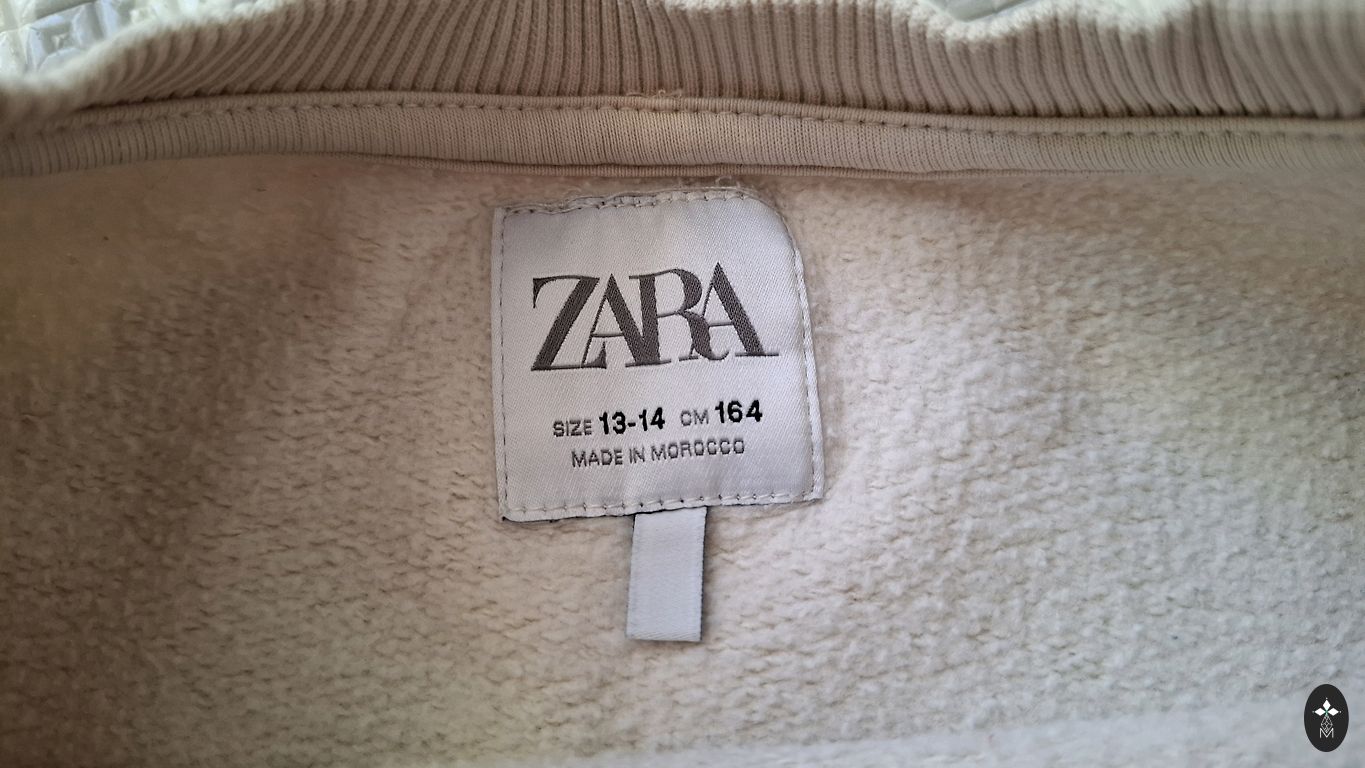 ZARA
SIZE 13-14 CM 164
MADE IN MOROCCO
M